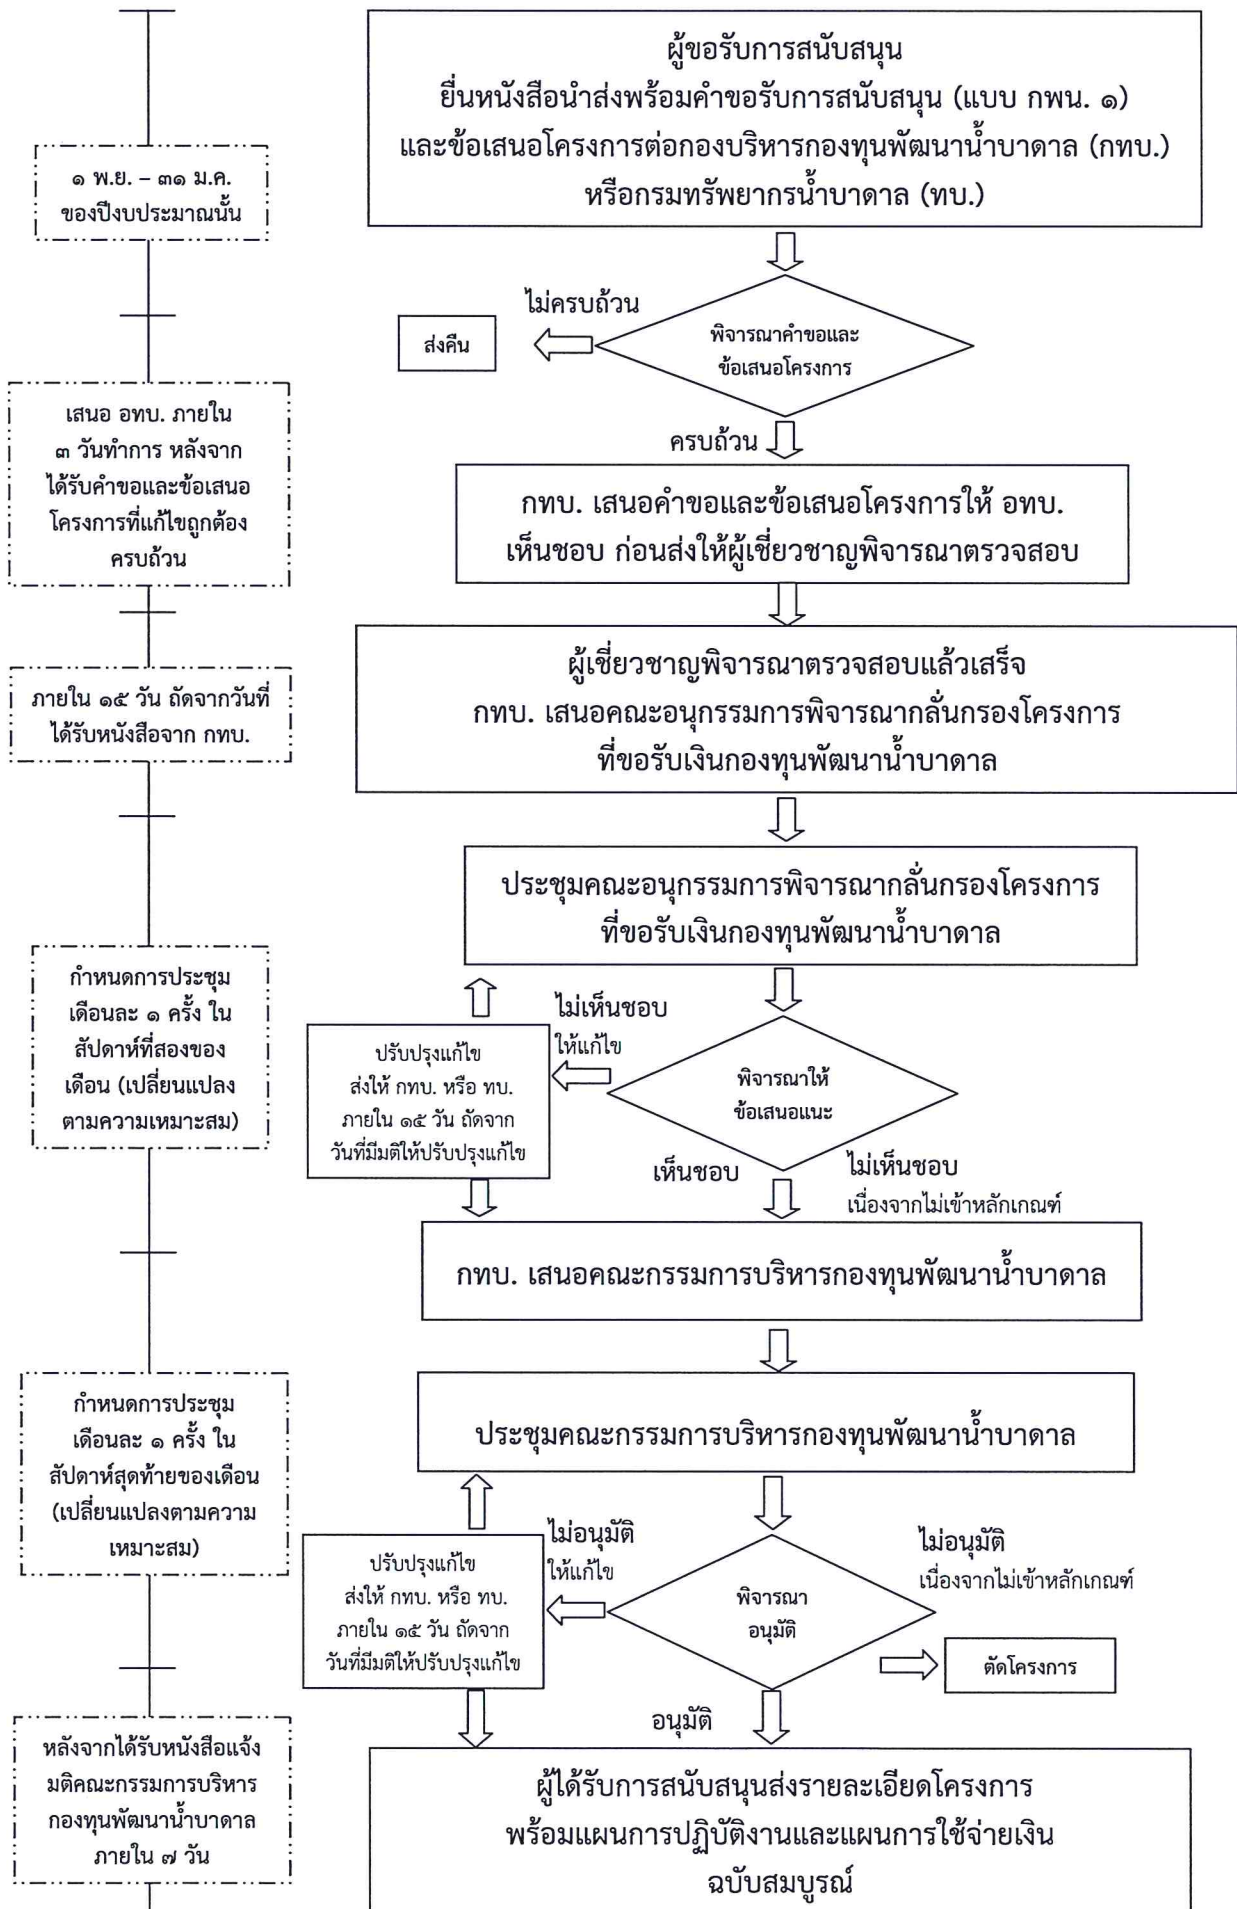 ผู้ขอรับการสนับสนุน
ยื่นหนังสือนำส่งพร้อมคำขอรับการสนับสนุน (แบบ กพน. ๑)
และข้อเสนอโครงการต่อกองบริหารกองทุนพัฒนาน้ำบาดาล (กทบ.)
หรือกรมทรัพยากรน้ำบาดาล (ทบ.)
๑ พ.ย. – ๓๑ ม.ค.
ของปีงบประมาณนั้น
ไม่ครบถ้วน
ส่งคืน
พิจารณาคำขอและ
ข้อเสนอโครงการ
ครบถ้วน
เสนอ อทบ. ภายใน
๓ วันทำการ หลังจาก
ได้รับคำขอและข้อเสนอ
โครงการที่แก้ไขถูกต้อง
ครบถ้วน
กทบ. เสนอคำขอและข้อเสนอโครงการให้ อทบ.
เห็นชอบ ก่อนส่งให้ผู้เชี่ยวชาญพิจารณาตรวจสอบ
ภายใน ๑๕ วัน ถัดจากวันที่
ได้รับหนังสือจาก กทบ.
ผู้เชี่ยวชาญพิจารณาตรวจสอบแล้วเสร็จ
กทบ. เสนอคณะอนุกรรมการพิจารณากลั่นกรองโครงการ
ที่ขอรับเงินกองทุนพัฒนาน้ำบาดาล
ประชุมคณะอนุกรรมการพิจารณากลั่นกรองโครงการ
ที่ขอรับเงินกองทุนพัฒนาน้ำบาดาล
กำหนดการประชุม
เดือนละ ๑ ครั้ง ใน
สัปดาห์ที่สองของ
เดือน (เปลี่ยนแปลง
ตามความเหมาะสม)
ไม่เห็นชอบ
ให้แก้ไข
ปรับปรุงแก้ไข
ส่งให้ กทบ. หรือ ทบ.
ภายใน ๑๕ วัน ถัดจาก
วันที่มีมติให้ปรับปรุงแก้ไข
พิจารณาให้
ข้อเสนอแนะ
เห็นชอบ
ไม่เห็นชอบ
เนื่องจากไม่เข้าหลักเกณฑ์
กทบ. เสนอคณะกรรมการบริหารกองทุนพัฒนาน้ำบาดาล
กำหนดการประชุม
เดือนละ ๑ ครั้ง ใน
สัปดาห์สุดท้ายของเดือน
(เปลี่ยนแปลงตามความ
เหมาะสม)
ประชุมคณะกรรมการบริหารกองทุนพัฒนาน้ำบาดาล
ไม่อนุมัติ
ให้แก้ไข
ปรับปรุงแก้ไข
ส่งให้ กทบ. หรือ ทบ.
ภายใน ๑๕ วัน ถัดจาก
วันที่มีมติให้ปรับปรุงแก้ไข
พิจารณา
อนุมัติ
ไม่อนุมัติ
เนื่องจากไม่เข้าหลักเกณฑ์
ตัดโครงการ
อนุมัติ
หลังจากได้รับหนังสือแจ้ง
มติคณะกรรมการบริหาร
กองทุนพัฒนาน้ำบาดาล
ภายใน ๗ วัน
ผู้ได้รับการสนับสนุนส่งรายละเอียดโครงการ
พร้อมแผนการปฏิบัติงานและแผนการใช้จ่ายเงิน
ฉบับสมบูรณ์